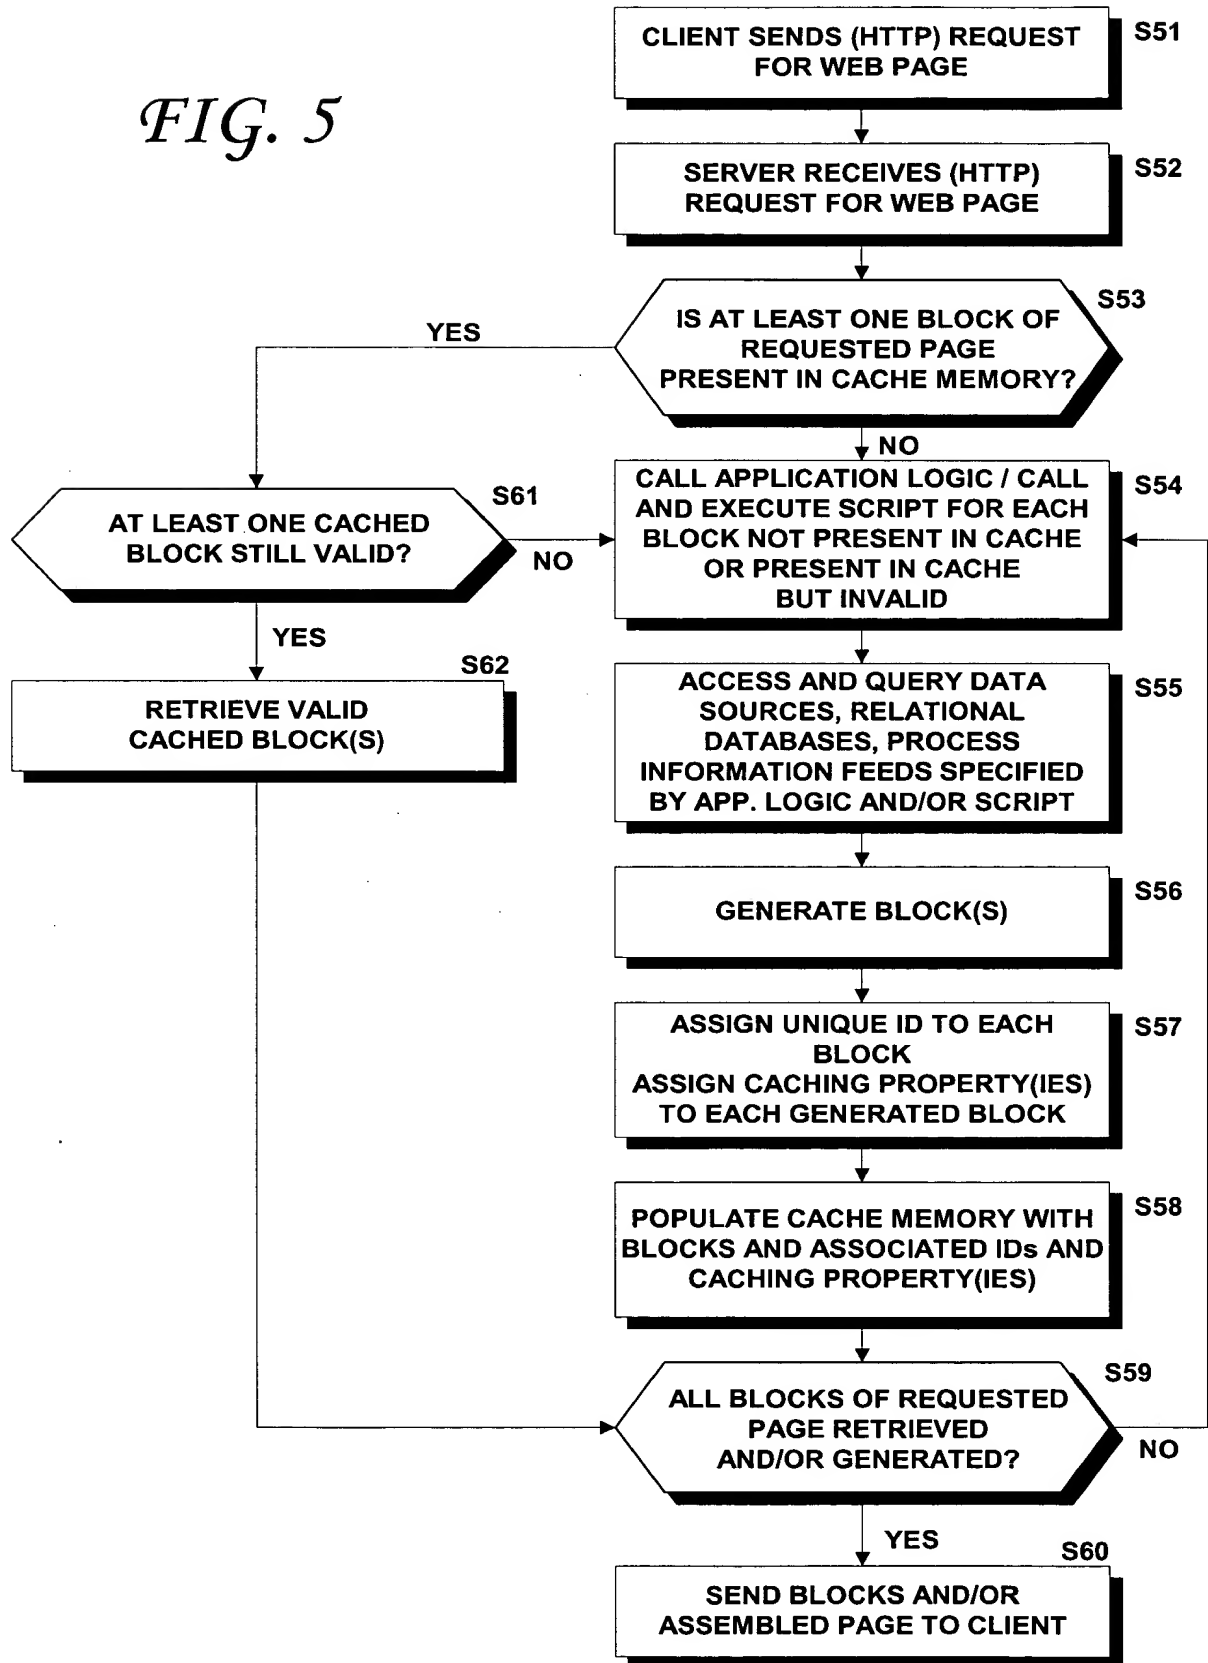 FIG. 5
CLIENT SENDS (HTTP) REQUEST
FOR WEB PAGE
S51
SERVER RECEIVES (HTTP)
REQUEST FOR WEB PAGE
S52
IS AT LEAST ONE BLOCK OF
REQUESTED PAGE
PRESENT IN CACHE MEMORY?
S53
YES
NO
AT LEAST ONE CACHED
BLOCK STILL VALID?
S61
NO
YES
CALL APPLICATION LOGIC / CALL
AND EXECUTE SCRIPT FOR EACH
BLOCK NOT PRESENT IN CACHE
OR PRESENT IN CACHE
BUT INVALID
S54
RETRIEVE VALID
CACHED BLOCK(S)
S62
ACCESS AND QUERY DATA
SOURCES, RELATIONAL
DATABASES, PROCESS
INFORMATION FEEDS SPECIFIED
BY APP. LOGIC AND/OR SCRIPT
S55
GENERATE BLOCK(S)
S56
ASSIGN UNIQUE ID TO EACH
BLOCK
ASSIGN CACHING PROPERTY(IES)
TO EACH GENERATED BLOCK
S57
POPULATE CACHE MEMORY WITH
BLOCKS AND ASSOCIATED IDs AND
CACHING PROPERTY(IES)
S58
ALL BLOCKS OF REQUESTED
PAGE RETRIEVED
AND/OR GENERATED?
S59
NO
YES
SEND BLOCKS AND/OR
ASSEMBLED PAGE TO CLIENT
S60